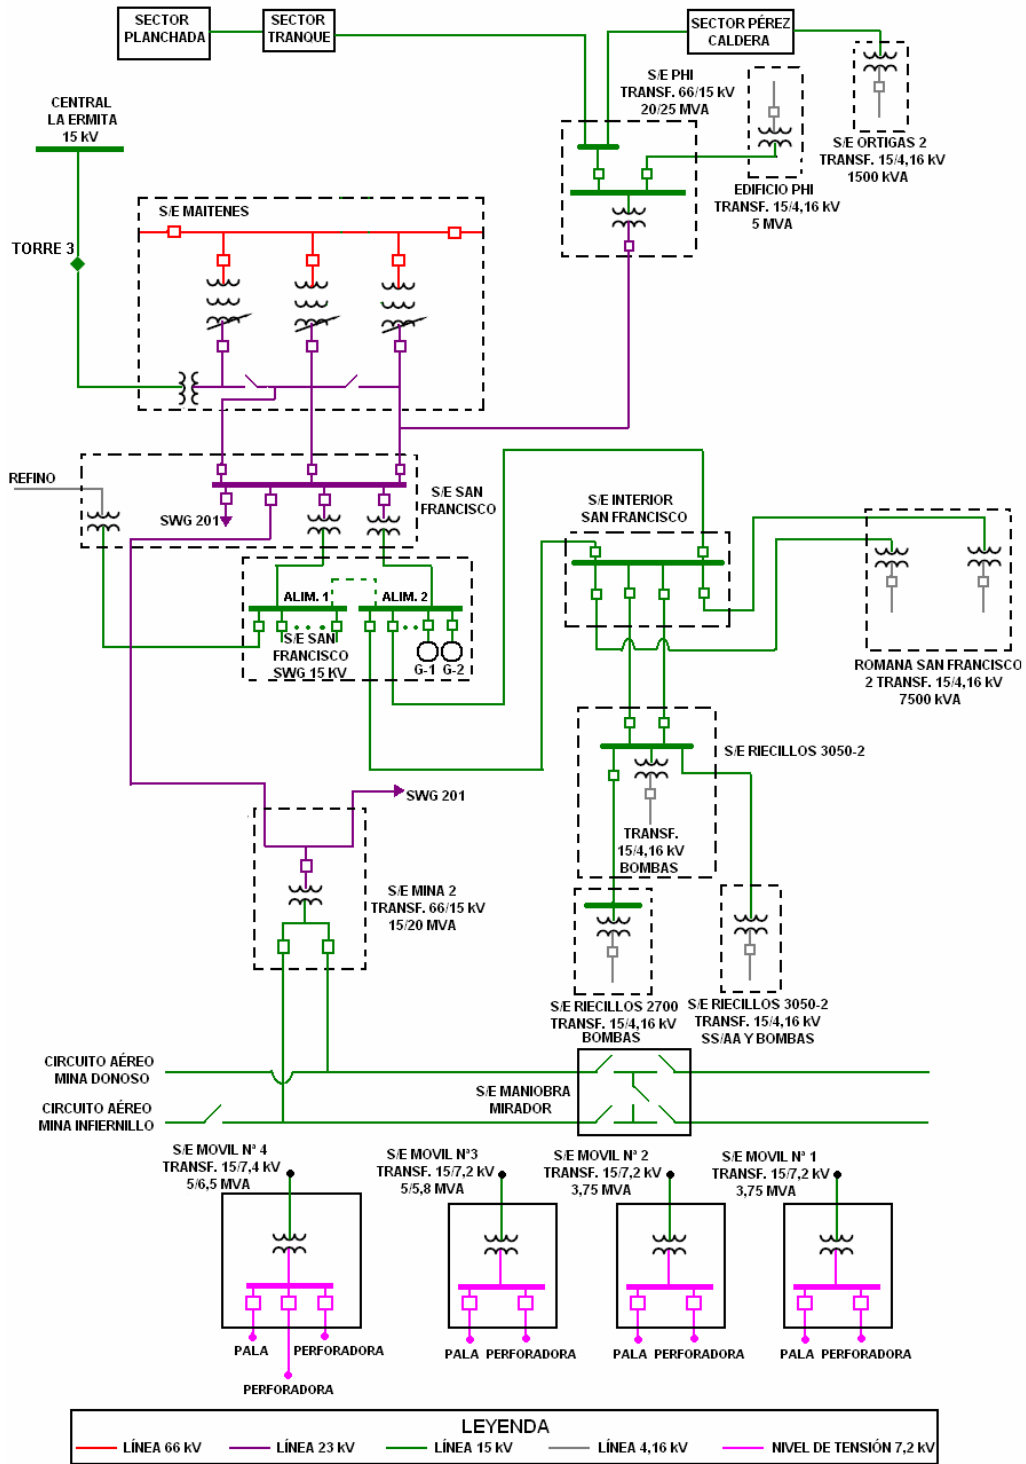 SECTOR
PLANCHADA
SECTOR
TRANQUE
SECTOR PÉREZ
CALDERA
S/E PHI
TRANSF. 66/15 kV
20/25 MVA
CENTRAL
LA ERMITA
15 kV
S/E ORTIGAS 2
TRANSF. 15/4,16 kV
1500 kVA
EDIFICIO PHI
TRANSF. 15/4,16 kV
5 MVA
S/E MAITENES
TORRE 3
REFINO
S/E SAN
FRANCISCO
SWG 201
S/E INTERIOR
SAN FRANCISCO
ALIM. 1
ALIM. 2
S/E SAN
FRANCISCO
SWG 15 KV
G-1
G-2
ROMANA SAN FRANCISCO
2 TRANSF. 15/4,16 kV
7500 kVA
S/E RIECILLOS 3050-2
SWG 201
TRANSF.
15/4,16 kV
BOMBAS
S/E MINA 2
TRANSF. 66/15 kV
15/20 MVA
S/E RIECILLOS 2700
TRANSF. 15/4,16 kV
BOMBAS
S/E RIECILLOS 3050-2
TRANSF. 15/4,16 kV
SS/AA Y BOMBAS
CIRCUITO AÉREO
MINA DONOSO
S/E MANIOBRA
MIRADOR
CIRCUITO AÉREO
MINA INFIERNILLO
S/E MOVIL Nª 4
TRANSF. 15/7,4 kV
5/6,5 MVA
S/E MOVIL Nº3
TRANSF. 15/7,2 kV
5/5,8 MVA
S/E MOVIL Nª 2
TRANSF. 15/7,2 kV
3,75 MVA
S/E MOVIL Nª 1
TRANSF. 15/7,2 kV
3,75 MVA
PALA
PERFORADORA
PERFORADORA
PALA PERFORADORA
PALA PERFORADORA
PALA PERFORADORA
LEYENDA
LÍNEA 66 kV
LÍNEA 23 kV
LÍNEA 15 kV
LÍNEA 4,16 kV
NIVEL DE TENSIÓN 7,2 kV